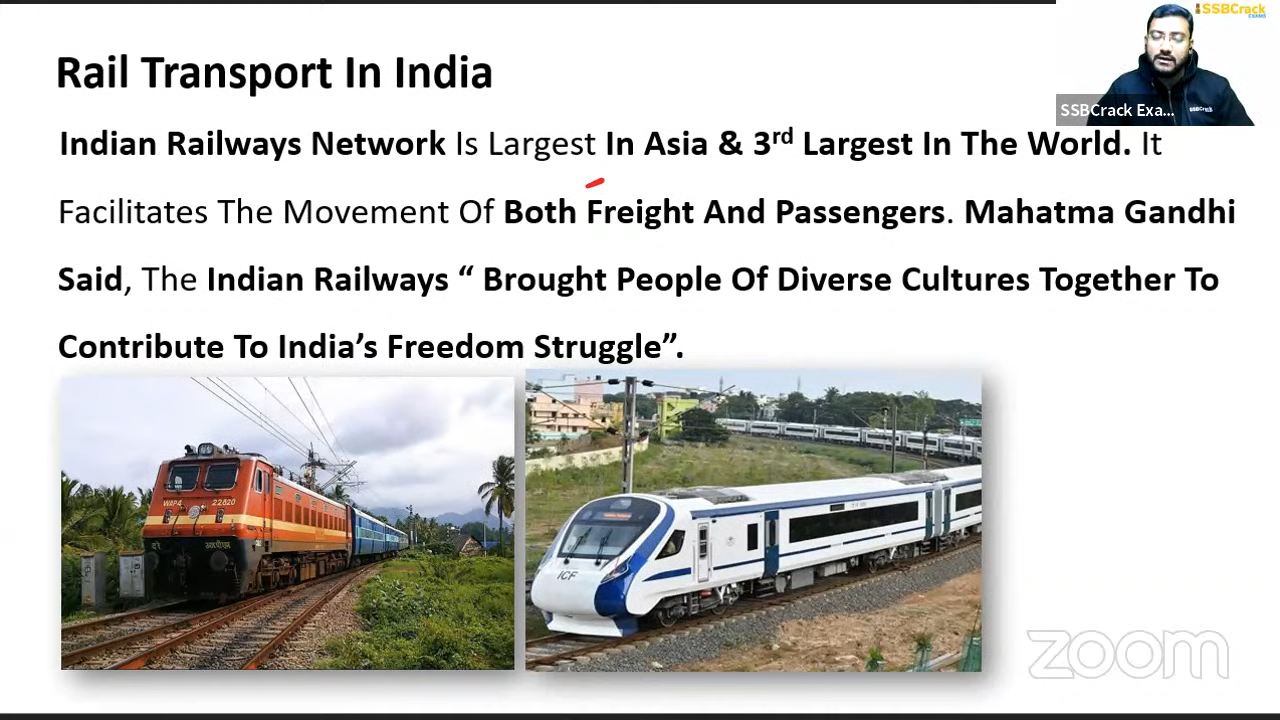 SSBCrack
EXAMS
SSBCrack
SSBCrack Exa...
Rail Transport In India
Indian Railways Network Is Largest In Asia & 3rd Largest In The World. It
Facilitates The Movement Of Both Freight And Passengers. Mahatma Gandhi
Said, The Indian Railways “ Brought People Of Diverse Cultures Together To
Contribute To India’s Freedom Struggle”.
WAP4 22820
ICF
zoom